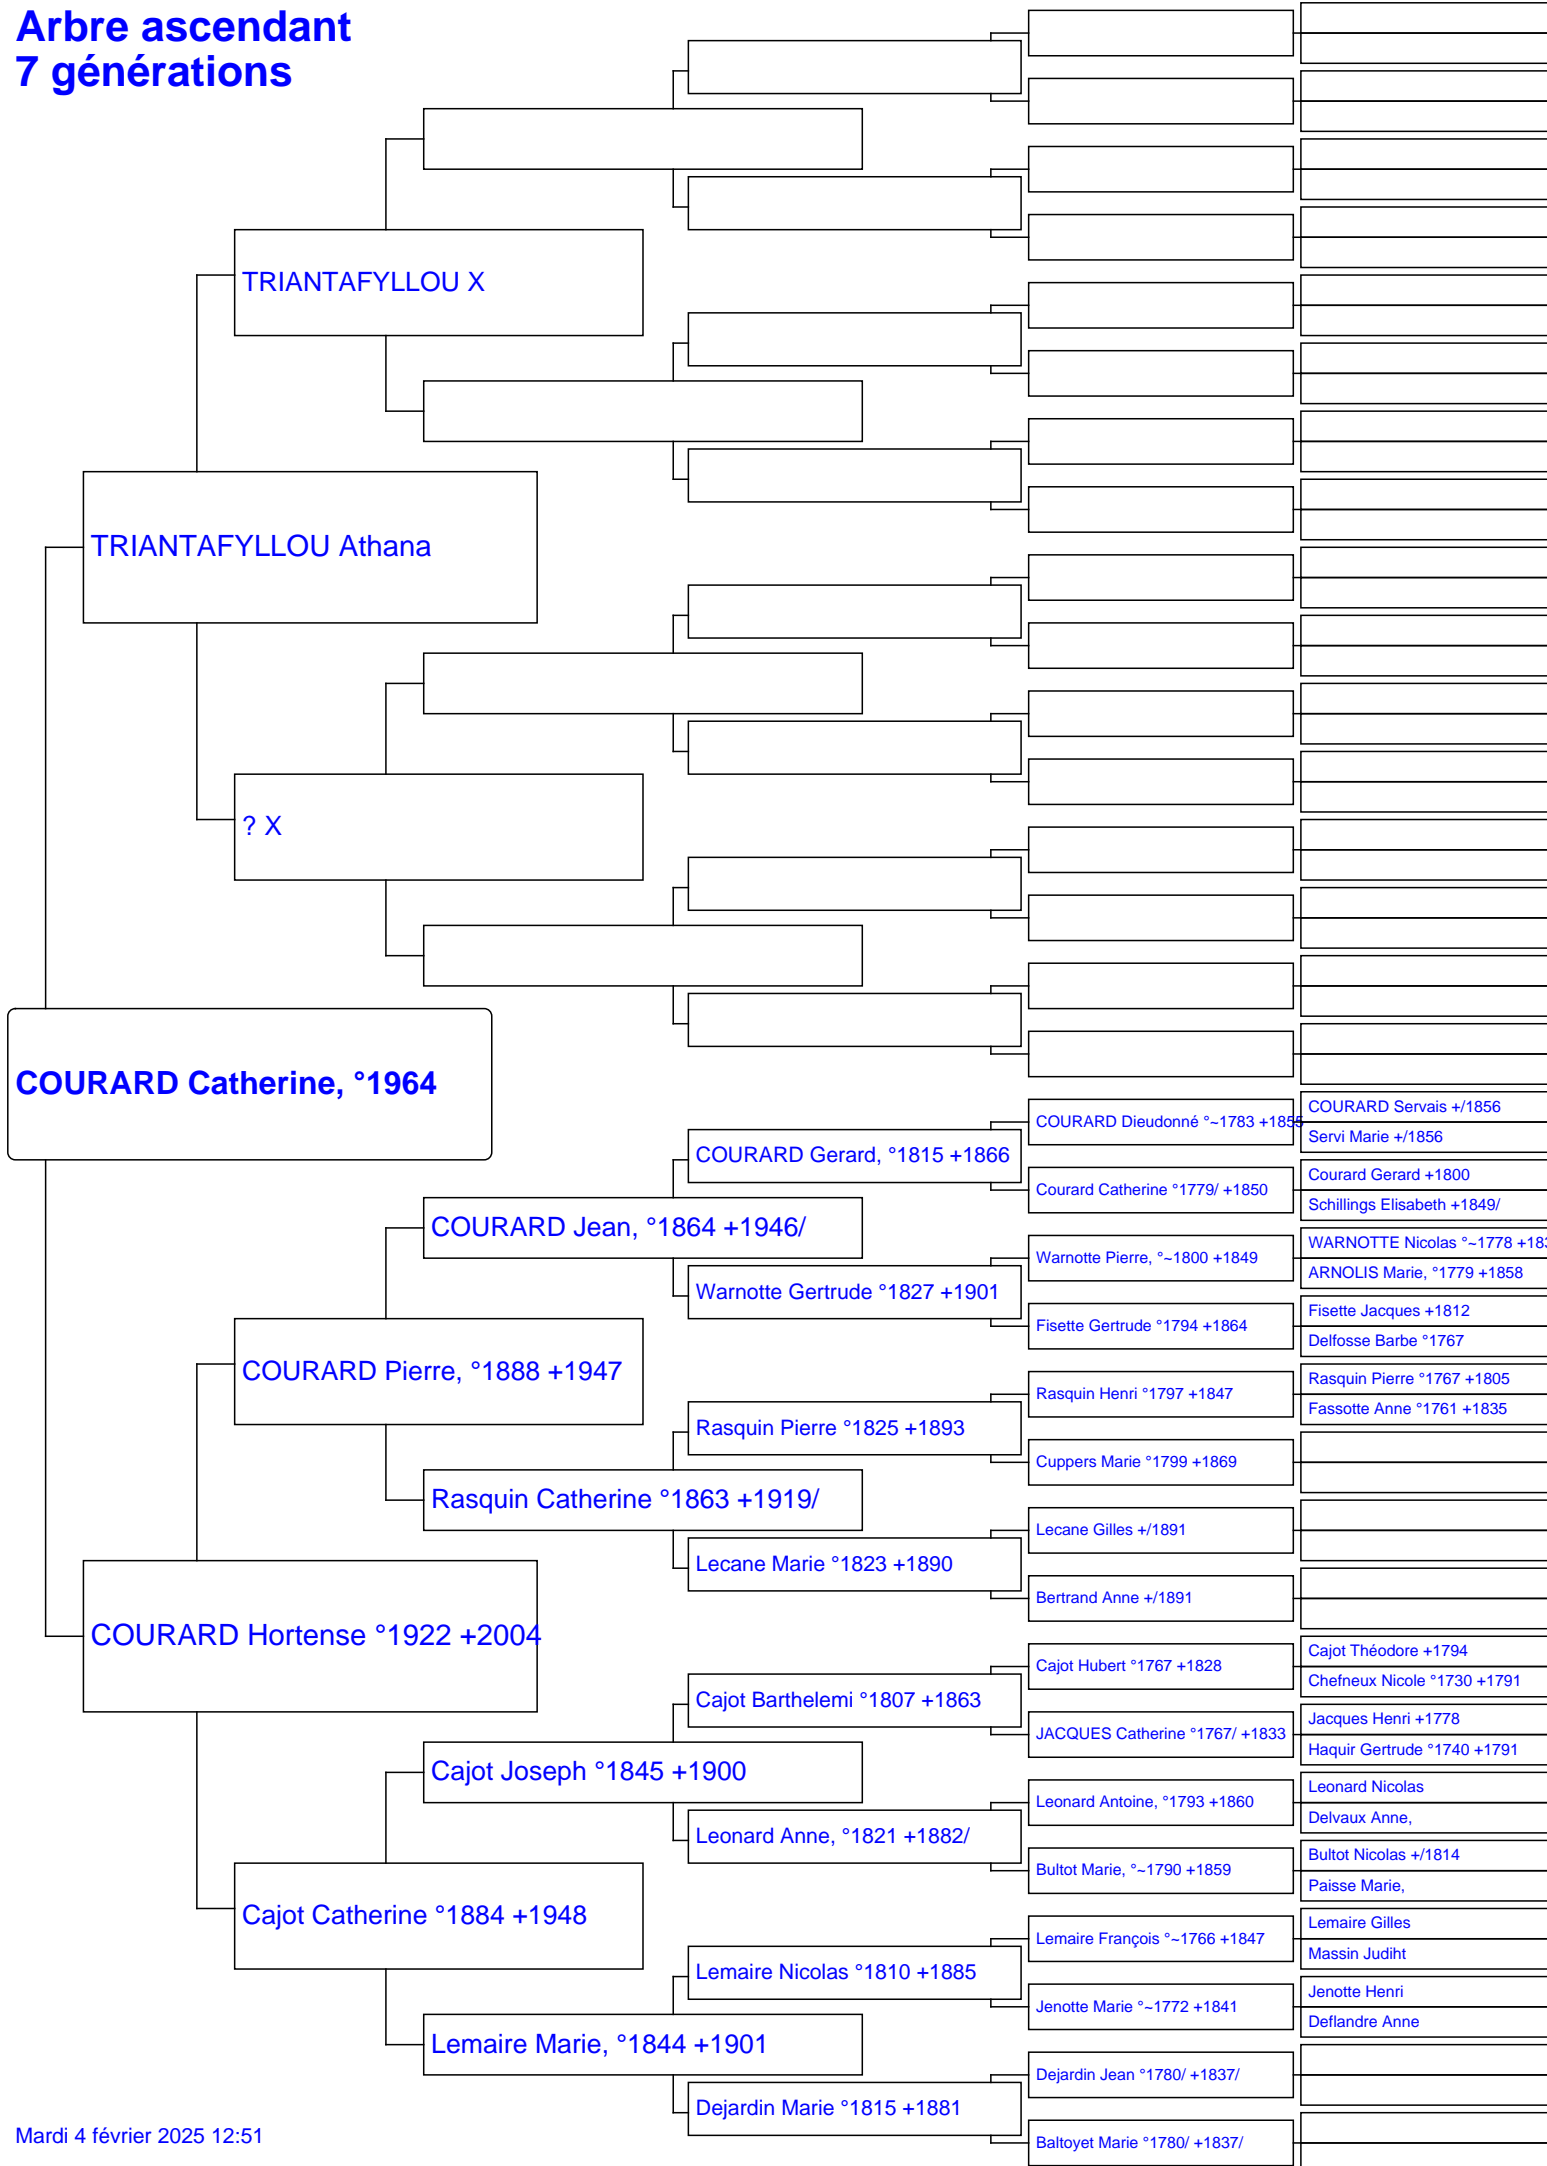 Arbre ascendant
7 générations
TRIANTAFYLLOU X
TRIANTAFYLLOU Athana
? X
COURARD Catherine, °1964
COURARD Servais +/1856
COURARD Dieudonné °~1783 +1855
Servi Marie +/1856
COURARD Gerard, °1815 +1866
Courard Gerard +1800
Courard Catherine °1779/ +1850
Schillings Elisabeth +1849/
COURARD Jean, °1864 +1946/
WARNOTTE Nicolas °~1778
Warnotte Pierre, °~1800 +1849
ARNOLIS Marie, °1779 +1858
Warnotte Gertrude °1827 +1901
Fisette Jacques +1812
Fisette Gertrude °1794 +1864
Delfosse Barbe °1767
COURARD Pierre, °1888 +1947
Rasquin Pierre °1767 +1805
Rasquin Henri °1797 +1847
Fassotte Anne °1761 +1835
Rasquin Pierre °1825 +1893
Cuppers Marie °1799 +1869
Rasquin Catherine °1863 +1919/
Lecane Gilles +/1891
Lecane Marie °1823 +1890
Bertrand Anne +/1891
COURARD Hortense °1922 +2004
Cajot Théodore +1794
Cajot Hubert °1767 +1828
Chefneux Nicole °1730 +1791
Cajot Barthelemi °1807 +1863
Jacques Henri +1778
JACQUES Catherine °1767/ +1833
Haquir Gertrude °1740 +1791
Cajot Joseph °1845 +1900
Leonard Nicolas
Leonard Antoine, °1793 +1860
Delvaux Anne,
Leonard Anne, °1821 +1882/
Bultot Nicolas +/1814
Bultot Marie, °~1790 +1859
Paisse Marie,
Cajot Catherine °1884 +1948
Lemaire Gilles
Lemaire François °~1766 +1847
Massin Judiht
Lemaire Nicolas °1810 +1885
Jenotte Henri
Jenotte Marie °~1772 +1841
Deflandre Anne
Lemaire Marie, °1844 +1901
Dejardin Jean °1780/ +1837/
Dejardin Marie °1815 +1881
Baltoyet Marie °1780/ +1837/
Mardi 4 février 2025 12:51